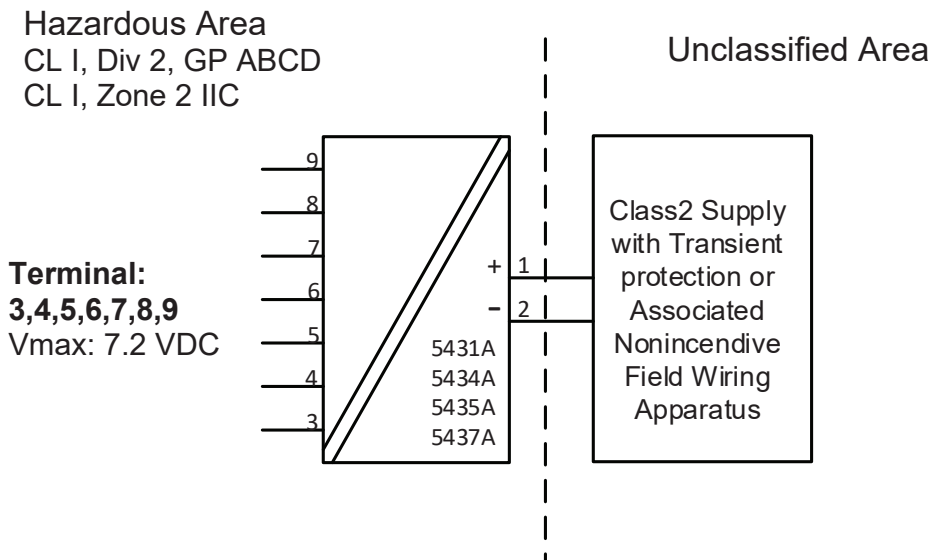 Hazardous Area
CL I, Div 2, GP ABCD
CL I, Zone 2 IIC
Unclassified Area
9
8
7
6
5
4
3
Terminal:
3,4,5,6,7,8,9
Vmax: 7.2 VDC
+ 1
- 2
5431A
5434A
5435A
5437A
Class2 Supply
with Transient
protection or
Associated
Nonincendive
Field Wiring
Apparatus